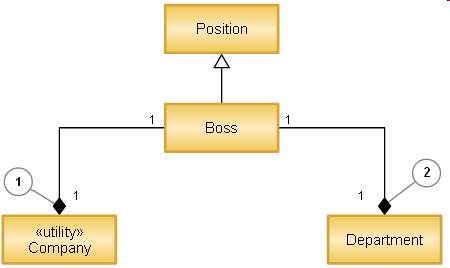 Position
Boss
1
1
1
1
1
2
«utility»
Company
Department